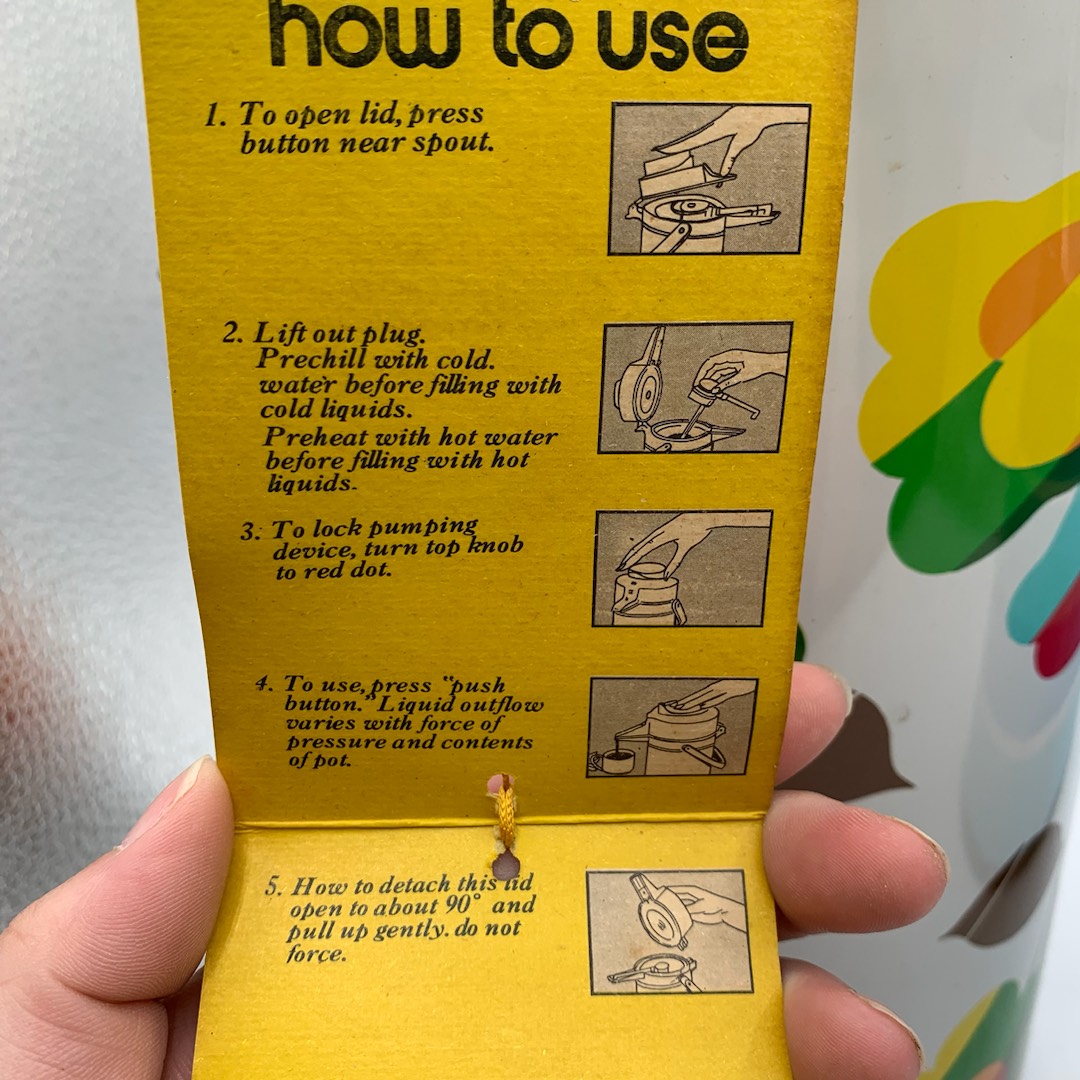 how to use
1. To open lid, press
button near spout.
2. Lift out plug.
Prechill with cold.
water before filling with
cold liquids.
Preheat with hot water
before filling with hot
liquids.
3. To lock pumping
device, turn top knob
to red dot.
4. To use, press "push
button." Liquid outflow
varies with force of
pressure and contents
of pot.
5. How to detach this lid
open to about 90° and
pull up gently. do not
force.